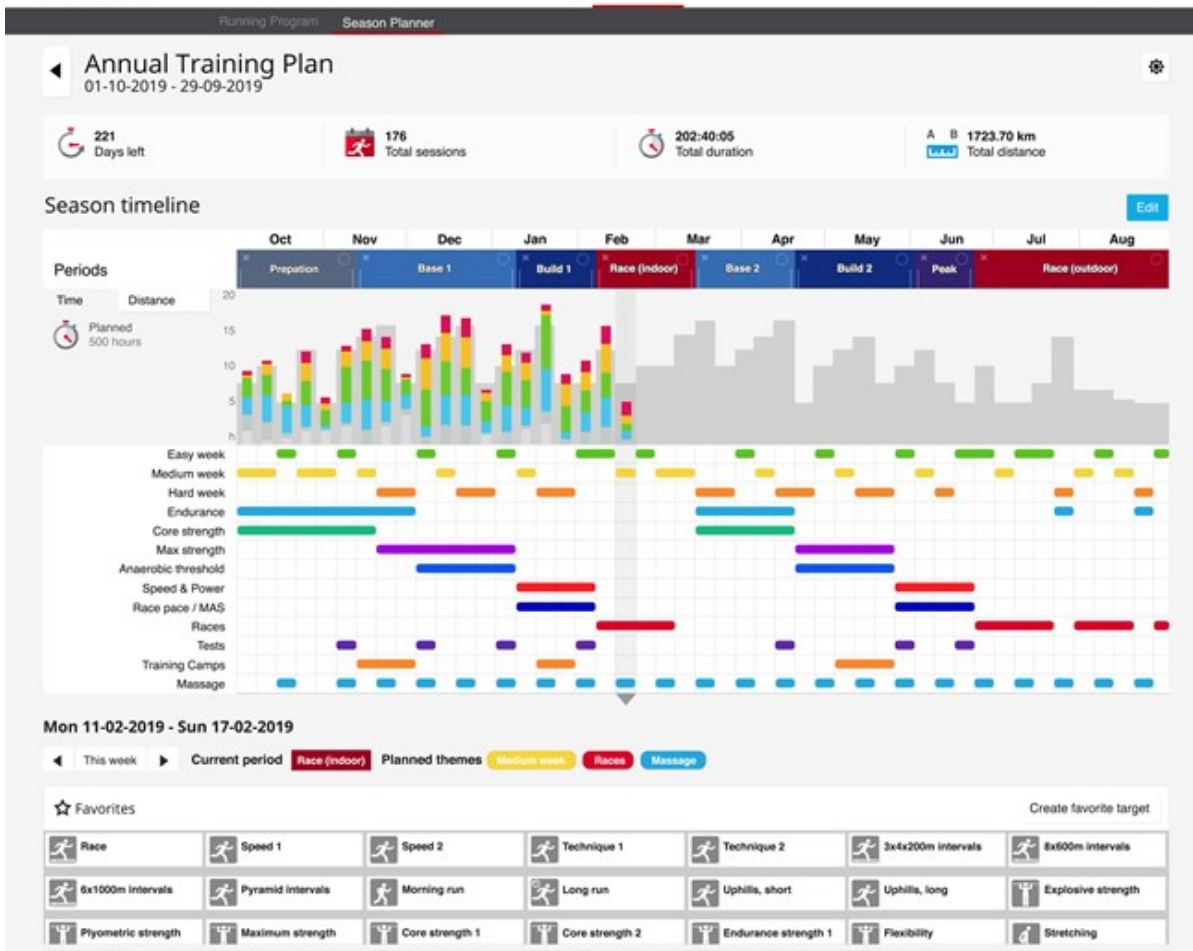 Running Program Season Planner
Annual Training Plan
01-10-2019 - 29-09-2019
221
Days left
176
Total sessions
202:40:05
Total duration
A B 1723.70 km
Total distance
Season timeline
Edit
Oct Nov Dec Jan Feb Mar Apr May Jun Jul Aug
Periods
Prepation Base 1 Build 1 Race (indoor) Base 2 Build 2 Peak Race (outdoor)
Time Distance
Planned
500 hours
20
15
10
5
h
Easy week
Medium week
Hard week
Endurance
Core strength
Max strength
Anaerobic threshold
Speed & Power
Race pace / MAS
Races
Tests
Training Camps
Massage
Mon 11-02-2019 - Sun 17-02-2019
This week Current period Race (indoor) Planned themes Medium week Races Massage
Favorites Create favorite target
Race Speed 1 Speed 2 Technique 1 Technique 2 3x4x200m intervals 8x600m intervals
6x1000m intervals Pyramid intervals Morning run Long run Uphills, short Uphills, long Explosive strength
Plyometric strength Maximum strength Core strength 1 Core strength 2 Endurance strength 1 Flexibility Stretching